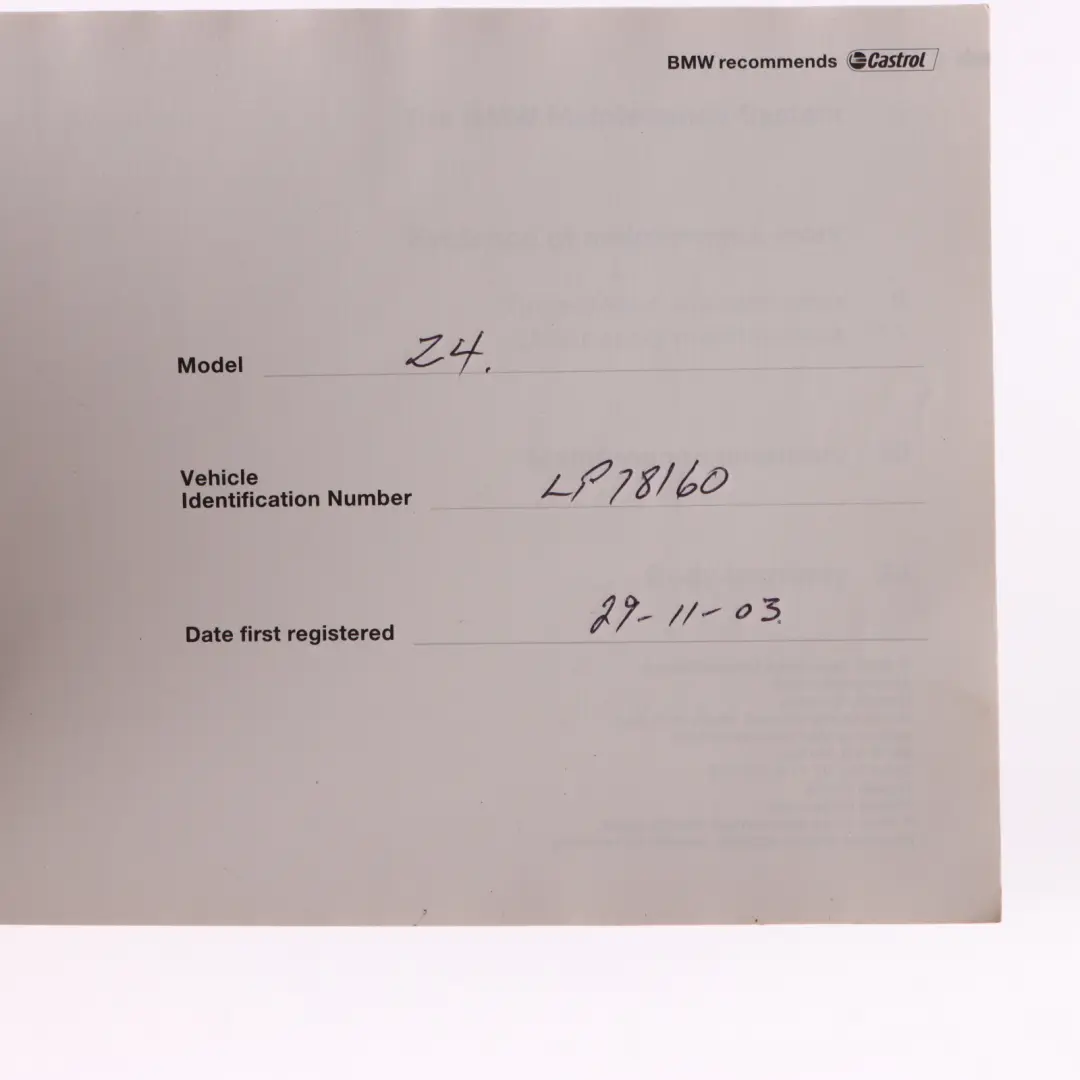 BMW recommends Castrol
Model Z4.
Vehicle
Identification Number LP78160
Date first registered 29-11-03.